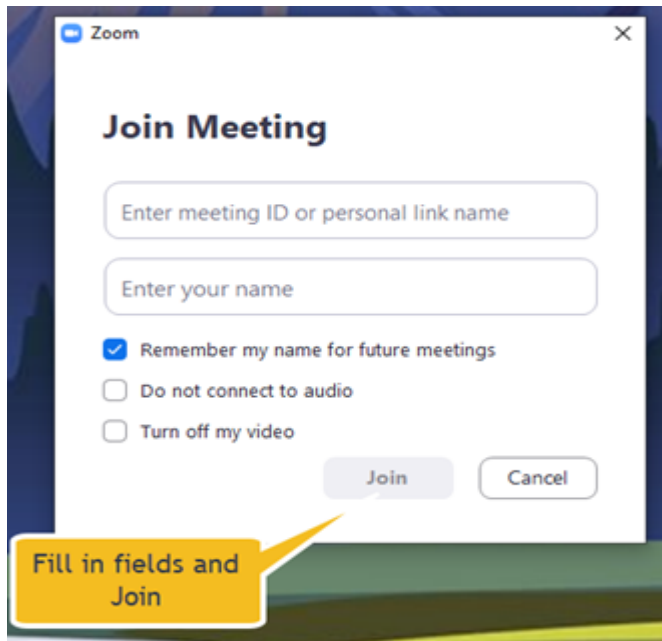 Zoom
Join Meeting
Enter meeting ID or personal link name
Enter your name
Remember my name for future meetings
Do not connect to audio
Turn off my video
Join
Cancel
Fill in fields and
Join